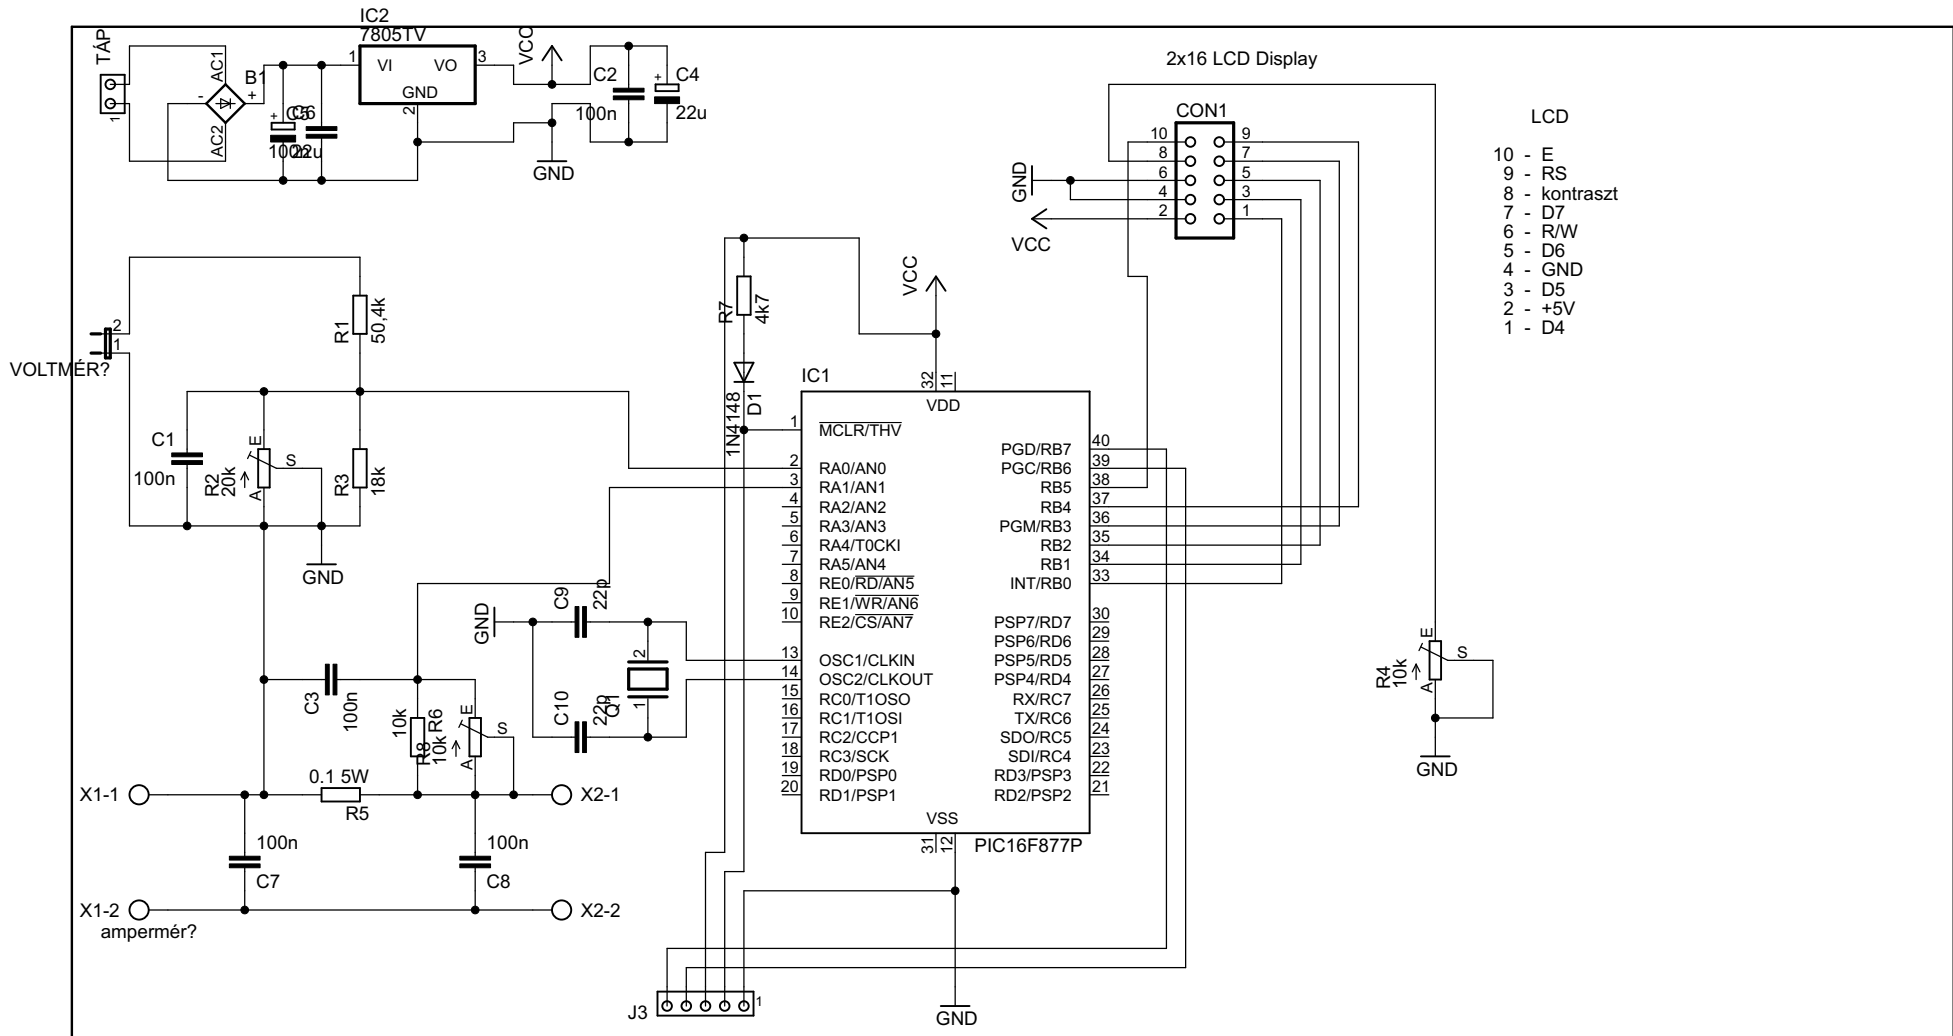 TÁP
1
AC1
AC2
B1
-
+
+
C5
100n
C6
22u
IC2
7805TV
1
VI
VO
3
GND
2
VCC
GND
C2
100n
+
C4
22u
2x16 LCD Display
CON1
10
9
8
7
6
5
4
3
2
1
GND
VCC
LCD
10 - E
9 - RS
8 - kontraszt
7 - D7
6 - R/W
5 - D6
4 - GND
3 - D5
2 - +5V
1 - D4
2
1
VOLTMÉR?
R1
50,4k
C1
100n
R2
20k
E
S
A
R3
18k
GND
R7
4k7
1N4148
D1
VCC
IC1
32
11
VDD
1 MCLR/THV
2 RA0/AN0
3 RA1/AN1
4 RA2/AN2
5 RA3/AN3
6 RA4/T0CKI
7 RA5/AN4
8 RE0/RD/AN5
9 RE1/WR/AN6
10 RE2/CS/AN7
13 OSC1/CLKIN
14 OSC2/CLKOUT
15 RC0/T1OSO
16 RC1/T1OSI
17 RC2/CCP1
18 RC3/SCK
19 RD0/PSP0
20 RD1/PSP1
PGD/RB7 40
PGC/RB6 39
RB5 38
RB4 37
PGM/RB3 36
RB2 35
RB1 34
INT/RB0 33
PSP7/RD7 30
PSP6/RD6 29
PSP5/RD5 28
PSP4/RD4 27
RX/RC7 26
TX/RC6 25
SDO/RC5 24
SDI/RC4 23
RD3/PSP3 22
RD2/PSP2 21
VSS
31
12
PIC16F877P
GND
C9
22p
C10
22p
2
1
Q1
C3
100n
10k
R8
R6
10k
E
S
A
X1-1
0.1 5W
R5
X2-1
100n
C7
100n
C8
X1-2
X2-2
ampermér?
R4
10k
E
S
A
GND
J3
1
GND